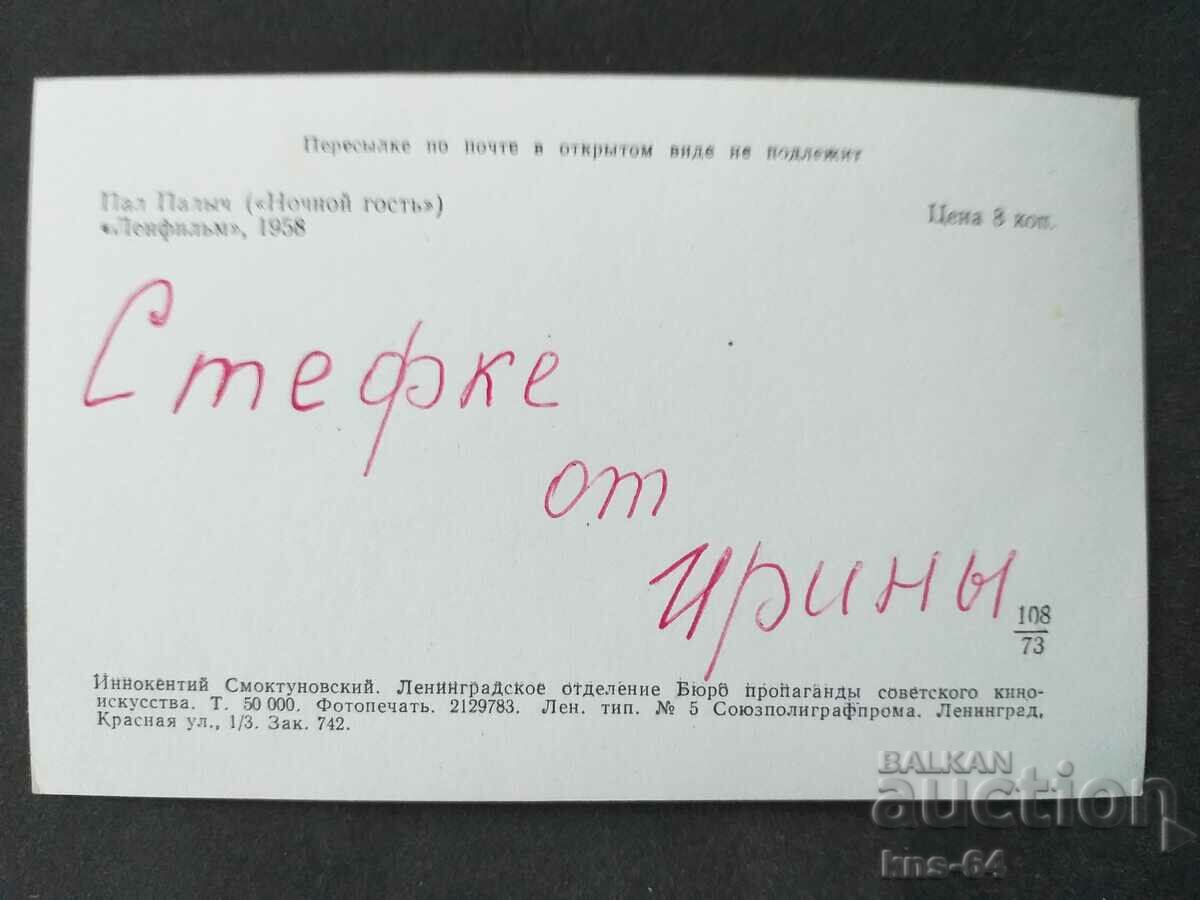 Пересылке по почте в открытом виде не подлежит
Пал Палыч («Ночной гость»)
«Ленфильм», 1958
Цена 8 коп.
Стефке
от
Ирины
108
73
Иннокентий Смоктуновский. Ленинградское отделение Бюро пропаганды советского кино-
искусства. Т. 50 000. Фотопечать. 2129783. Лен. тип. № 5 Союзполиграфпрома. Ленинград,
Красная ул., 1/3. Зак. 742.
BALKAN
auction
kns-64